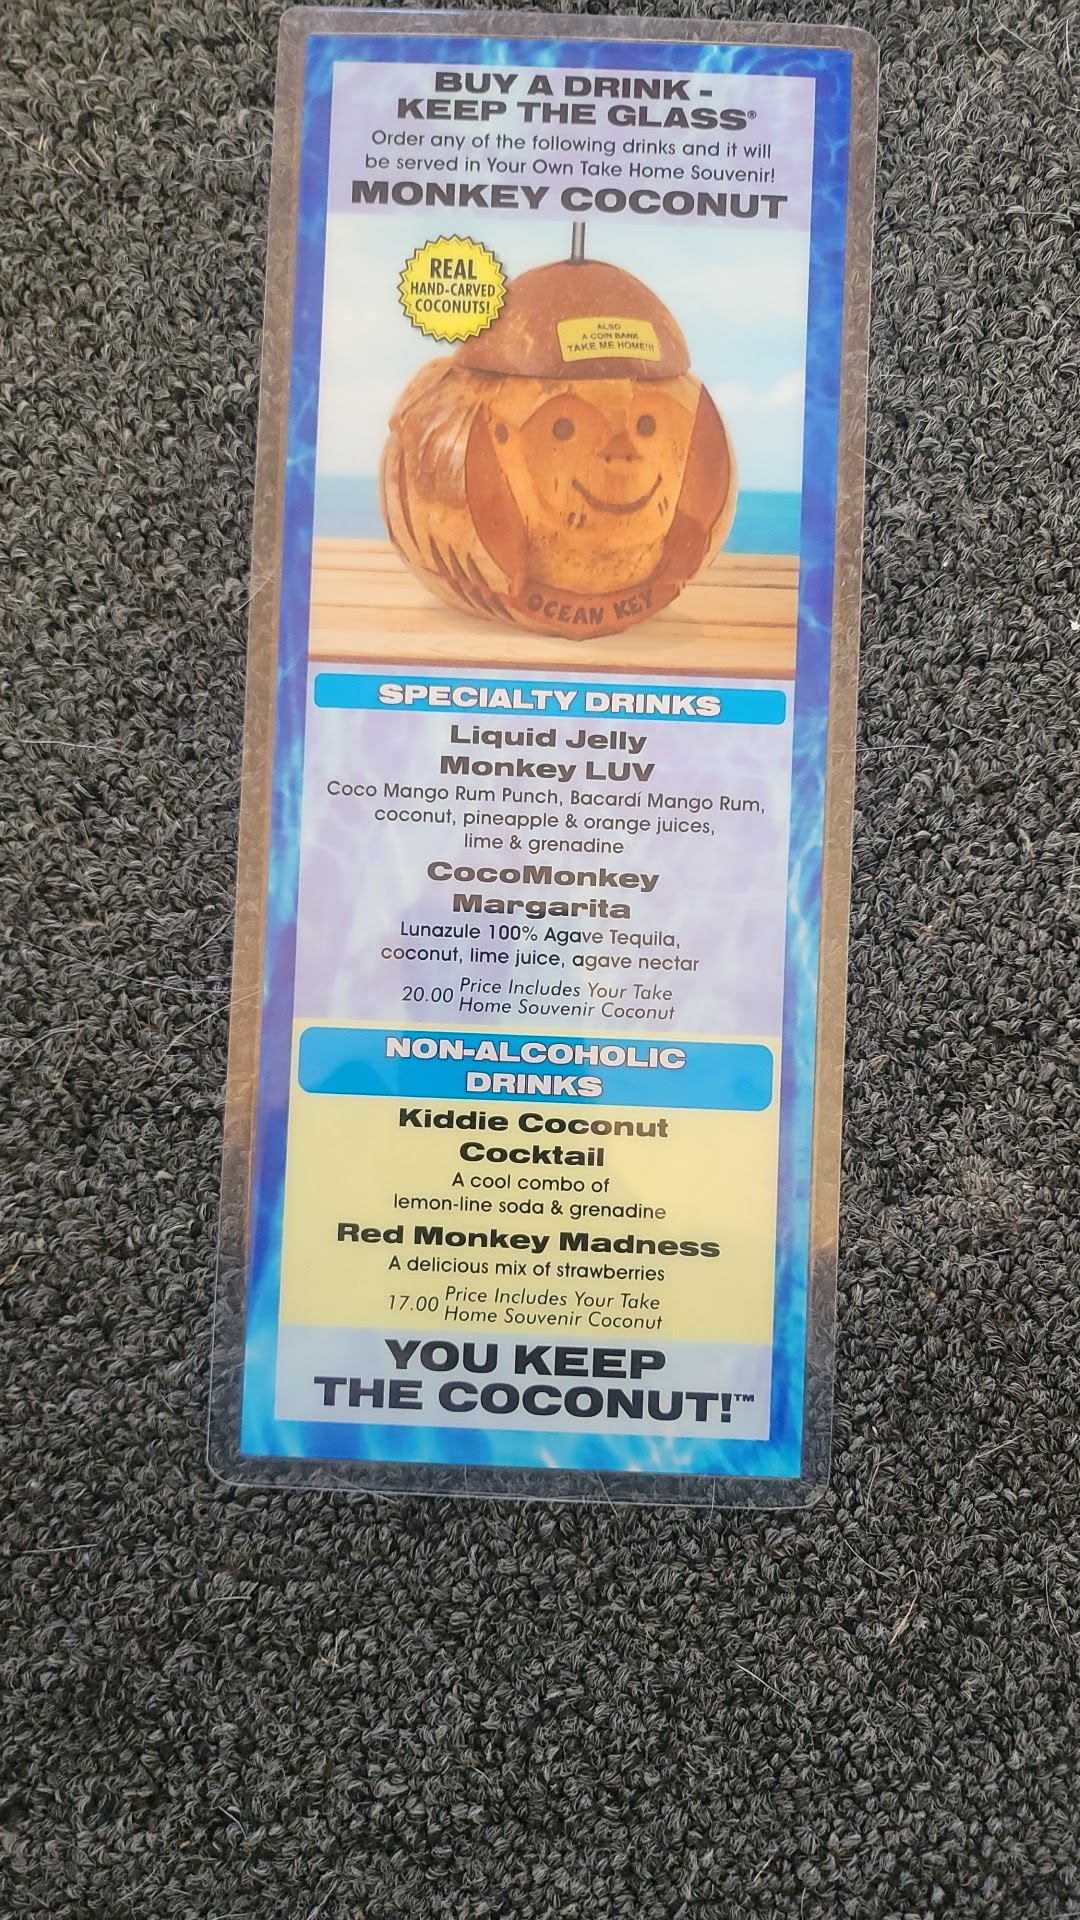 BUY A DRINK -
KEEP THE GLASS®
Order any of the following drinks and it will
be served in Your Own Take Home Souvenir!
MONKEY COCONUT
REAL
HAND-CARVED
COCONUTS!
ALSO
A COIN BANK
TAKE ME HOME!!!
OCEAN KEY
SPECIALTY DRINKS
Liquid Jelly
Monkey LUV
Coco Mango Rum Punch, Bacardí Mango Rum,
coconut, pineapple & orange juices,
lime & grenadine
CocoMonkey
Margarita
Lunazule 100% Agave Tequila,
coconut, lime juice, agave nectar
20.00 Price Includes Your Take
Home Souvenir Coconut
NON-ALCOHOLIC
DRINKS
Kiddie Coconut
Cocktail
A cool combo of
lemon-line soda & grenadine
Red Monkey Madness
A delicious mix of strawberries
17.00 Price Includes Your Take
Home Souvenir Coconut
YOU KEEP
THE COCONUT!™